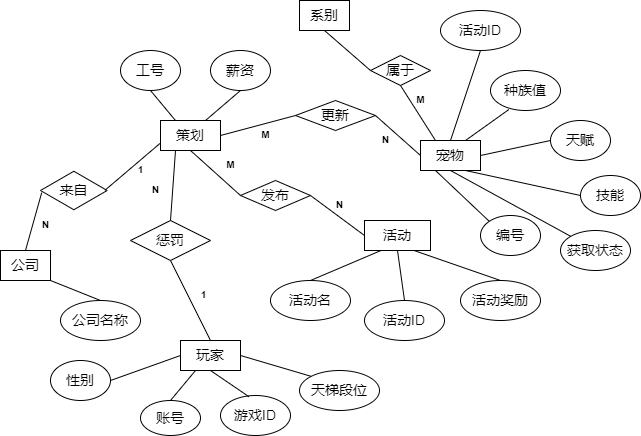 系别
活动ID
属于
工号
薪资
M
种族值
更新
策划
M
N
宠物
天赋
1
M
来自
N
发布
N
技能
N
惩罚
活动
编号
获取状态
公司
1
活动名
活动ID
活动奖励
公司名称
玩家
性别
天梯段位
账号
游戏ID